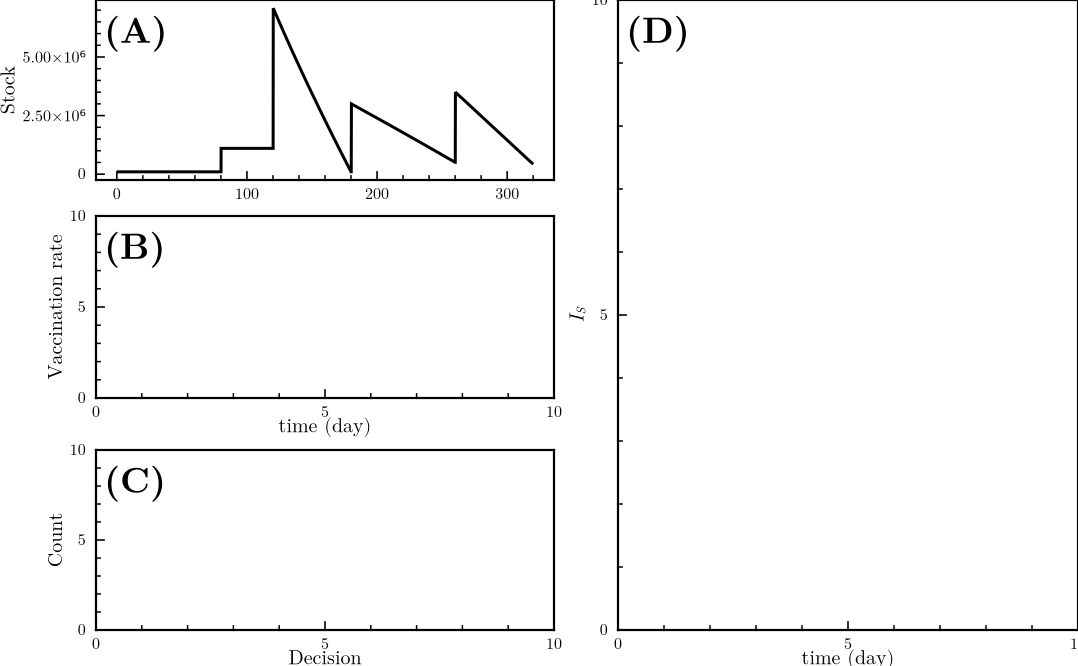 (A)
Stock
5.00×10⁶
2.50×10⁶
0
0 100 200 300
(B)
Vaccination rate
10
5
0
0 5 10
time (day)
(C)
Count
10
5
0
0 5 10
Decision
(D)
I_S
10
5
0
0 5
time (day)